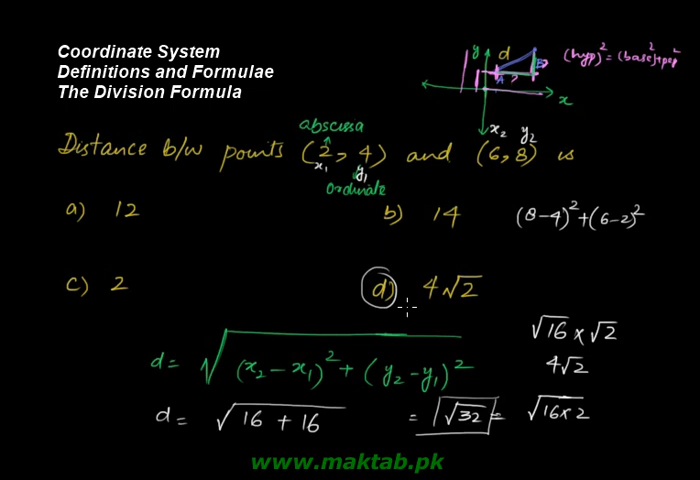 Coordinate System
Definitions and Formulae
The Division Formula
y d
A B
x
(hyp)² = (base)² + per²
abscissa
x₂ y₂
Distance b/w points (2, 4) and (6, 8) is
x₁ y₁
Ordinate
a) 12
b) 14
(8-4)² + (6-2)²
c) 2
d) 4√2
√16 × √2
4√2
d = √(x₂ - x₁)² + (y₂ - y₁)²
d = √16 + 16 = √32 = √16×2
www.maktab.pk